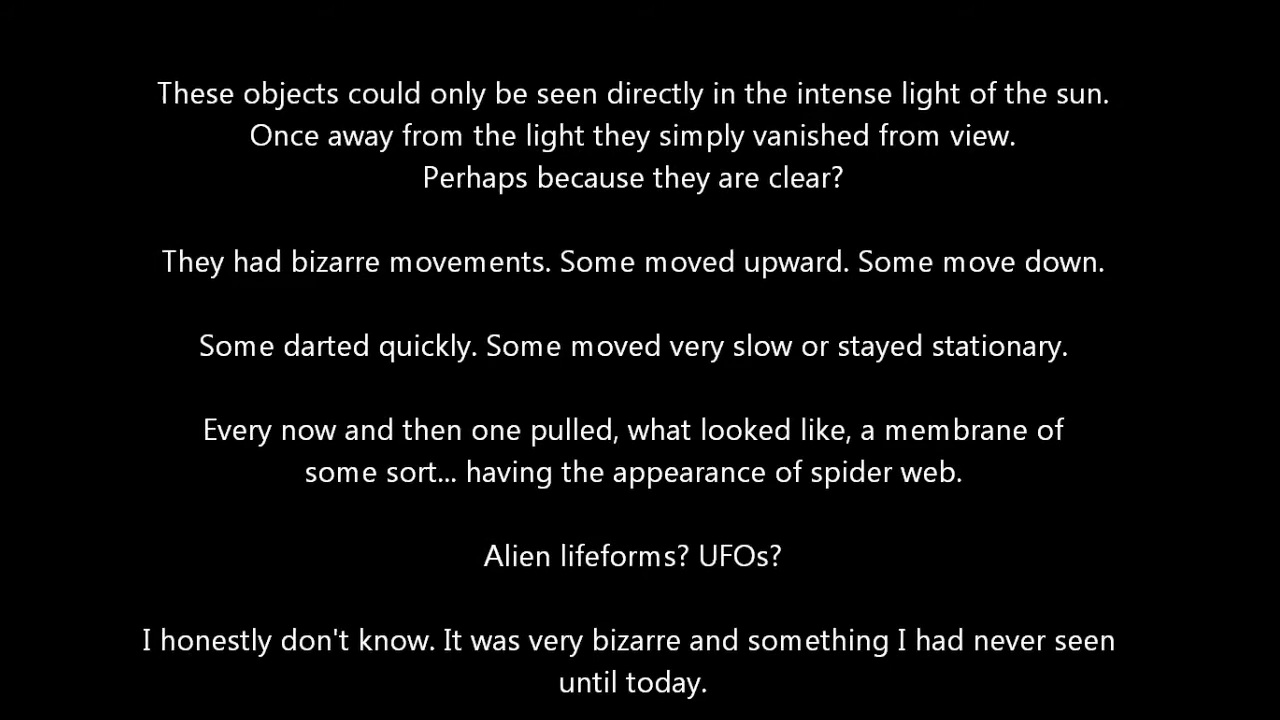 These objects could only be seen directly in the intense light of the sun.
Once away from the light they simply vanished from view.
Perhaps because they are clear?
They had bizarre movements. Some moved upward. Some move down.
Some darted quickly. Some moved very slow or stayed stationary.
Every now and then one pulled, what looked like, a membrane of
some sort... having the appearance of spider web.
Alien lifeforms? UFOs?
I honestly don't know. It was very bizarre and something I had never seen
until today.